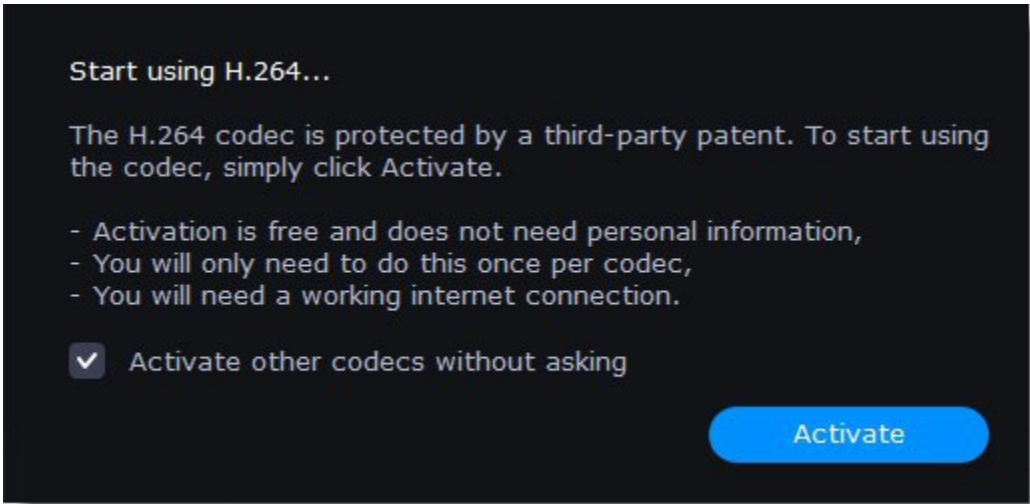 Start using H.264...
The H.264 codec is protected by a third-party patent. To start using
the codec, simply click Activate.
- Activation is free and does not need personal information,
- You will only need to do this once per codec,
- You will need a working internet connection.
Activate other codecs without asking
Activate